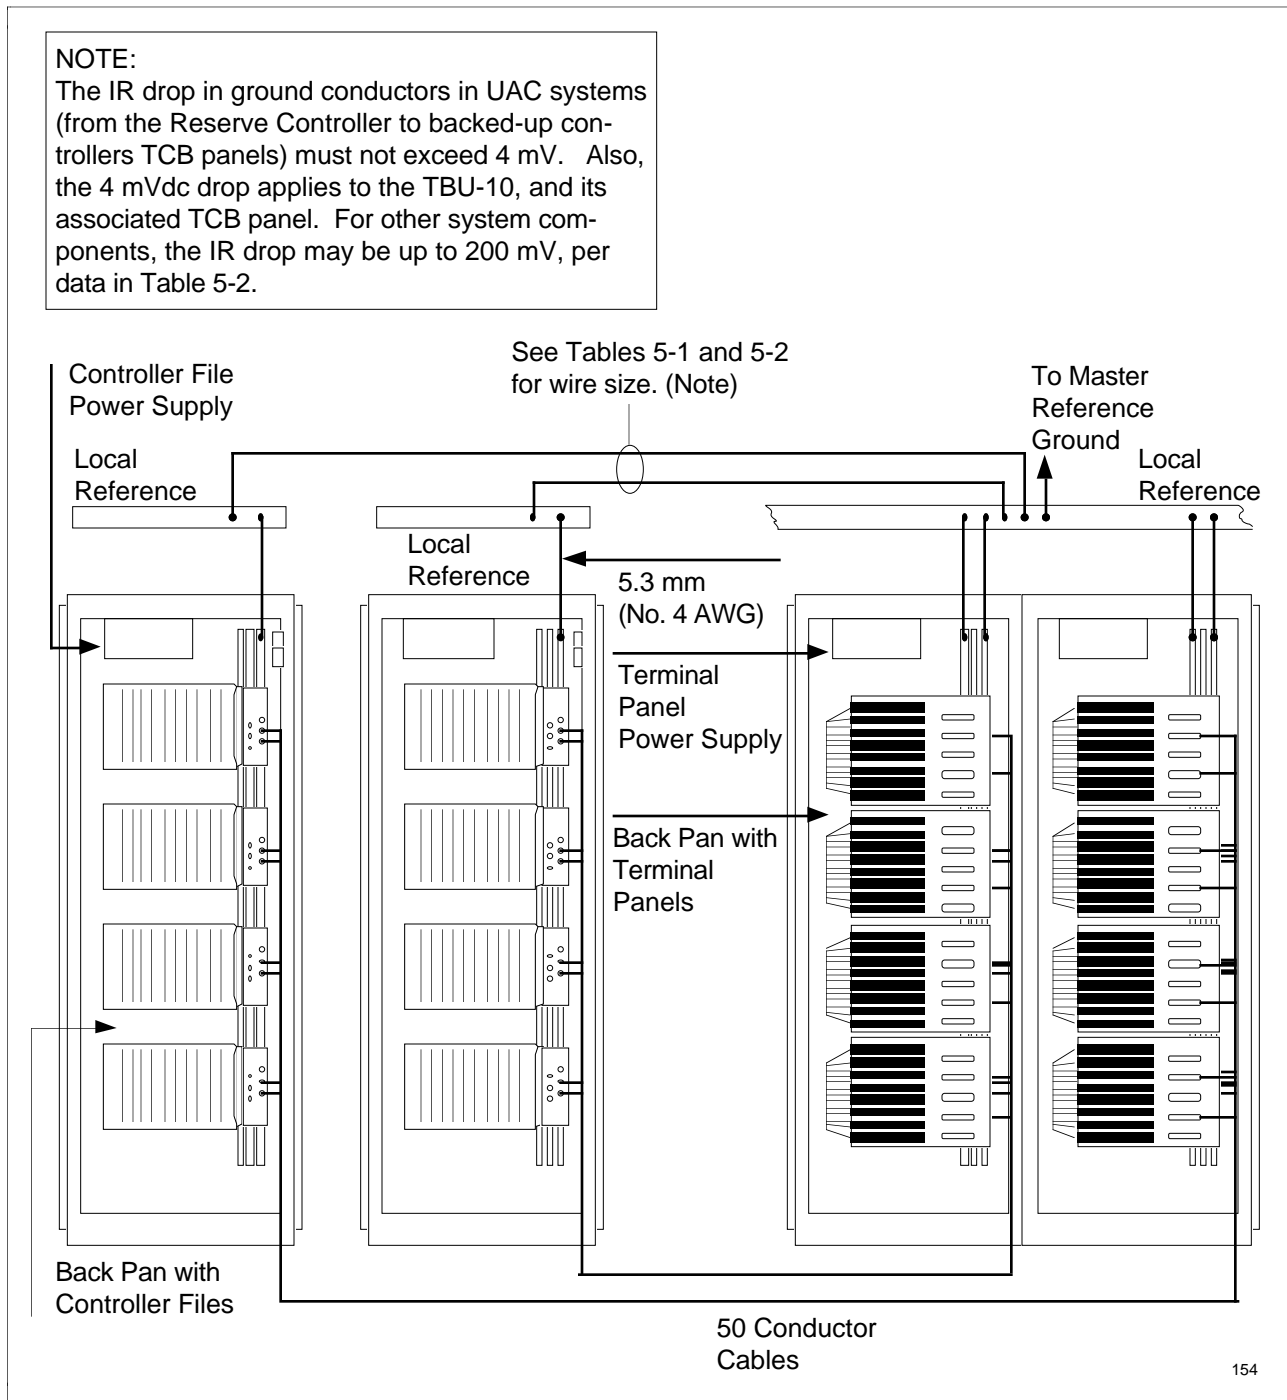 NOTE:
The IR drop in ground conductors in UAC systems
(from the Reserve Controller to backed-up con-
trollers TCB panels) must not exceed 4 mV.   Also,
the 4 mVdc drop applies to the TBU-10, and its
associated TCB panel.  For other system com-
ponents, the IR drop may be up to 200 mV, per
data in Table 5-2.
See Tables 5-1 and 5-2
for wire size. (Note)
Controller File
Power Supply
To Master
Reference
Ground
Local
Reference
Local
Reference
Local
Reference
5.3 mm
(No. 4 AWG)
Terminal
Panel
Power Supply
Back Pan with
Terminal
Panels
Back Pan with
Controller Files
50 Conductor
Cables
154